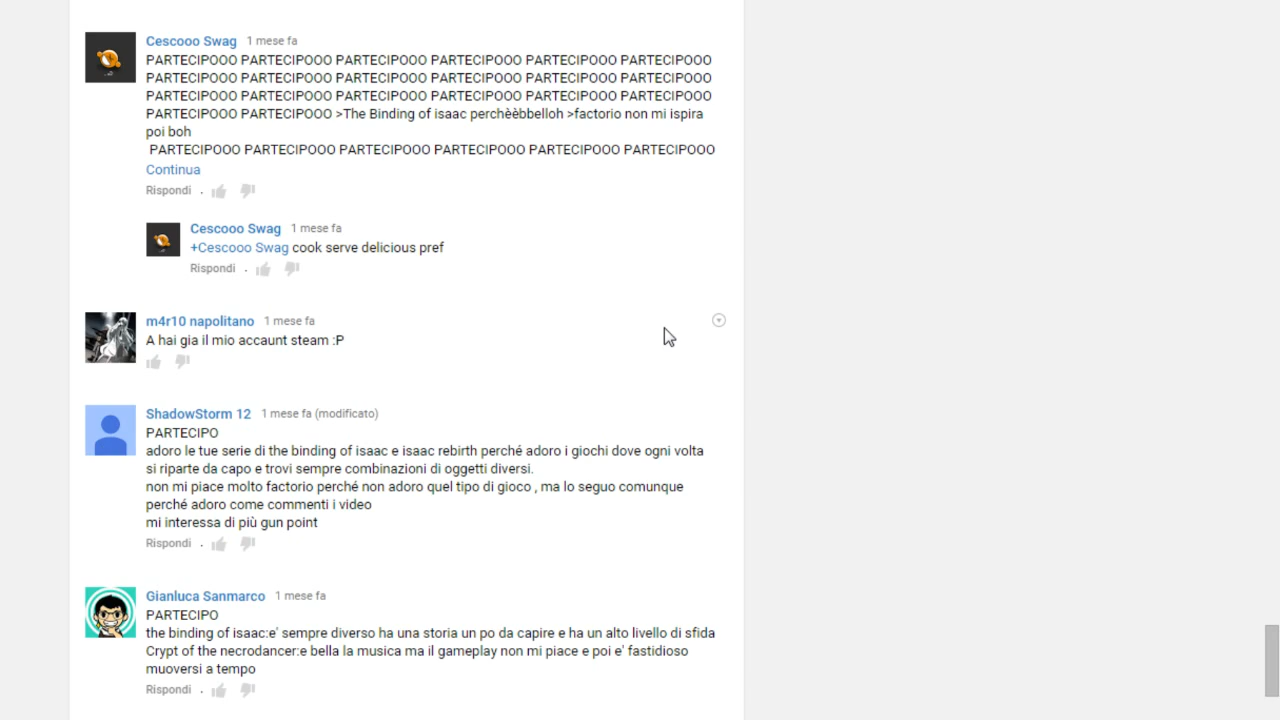 Cescooo Swag 1 mese fa
PARTECIPOOO PARTECIPOOO PARTECIPOOO PARTECIPOOO PARTECIPOOO PARTECIPOOO
PARTECIPOOO PARTECIPOOO PARTECIPOOO PARTECIPOOO PARTECIPOOO PARTECIPOOO
PARTECIPOOO PARTECIPOOO PARTECIPOOO PARTECIPOOO PARTECIPOOO PARTECIPOOO
PARTECIPOOO PARTECIPOOO >The Binding of isaac perchèèbbelloh >factorio non mi ispira
poi boh
PARTECIPOOO PARTECIPOOO PARTECIPOOO PARTECIPOOO PARTECIPOOO PARTECIPOOO
Continua
Rispondi .
Cescooo Swag 1 mese fa
+Cescooo Swag cook serve delicious pref
Rispondi .
m4r10 napolitano 1 mese fa
A hai gia il mio accaunt steam :P
ShadowStorm 12 1 mese fa (modificato)
PARTECIPO
adoro le tue serie di the binding of isaac e isaac rebirth perché adoro i giochi dove ogni volta
si riparte da capo e trovi sempre combinazioni di oggetti diversi.
non mi piace molto factorio perché non adoro quel tipo di gioco , ma lo seguo comunque
perché adoro come commenti i video
mi interessa di più gun point
Rispondi .
Gianluca Sanmarco 1 mese fa
PARTECIPO
the binding of isaac:e' sempre diverso ha una storia un po da capire e ha un alto livello di sfida
Crypt of the necrodancer:e bella la musica ma il gameplay non mi piace e poi e' fastidioso
muoversi a tempo
Rispondi .